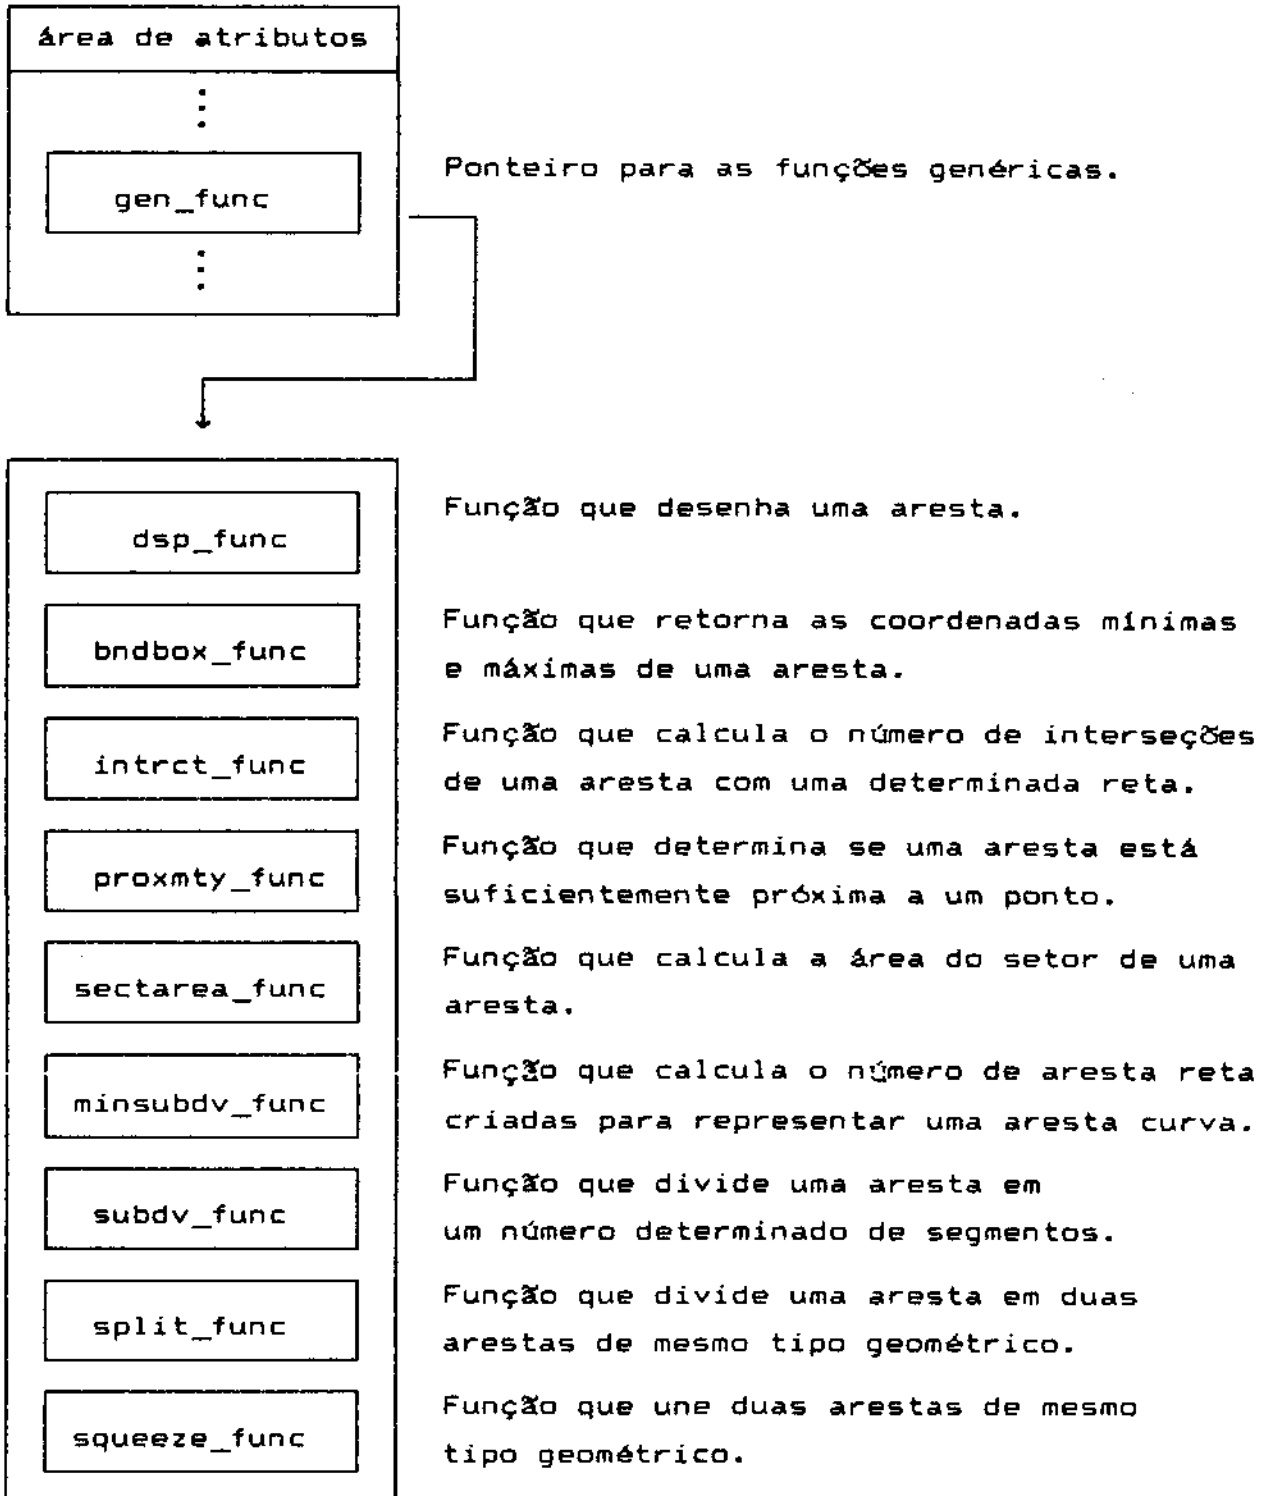 área de atributos
Ponteiro para as funções genéricas.
gen_func
Função que desenha uma aresta.
dsp_func
Função que retorna as coordenadas mínimas
e máximas de uma aresta.
bndbox_func
Função que calcula o número de interseções
de uma aresta com uma determinada reta.
intrct_func
Função que determina se uma aresta está
suficientemente próxima a um ponto.
proxmty_func
Função que calcula a área do setor de uma
aresta.
sectarea_func
Função que calcula o número de aresta reta
criadas para representar uma aresta curva.
minsubdv_func
Função que divide uma aresta em
um número determinado de segmentos.
subdv_func
Função que divide uma aresta em duas
arestas de mesmo tipo geométrico.
split_func
Função que une duas arestas de mesmo
tipo geométrico.
squeeze_func